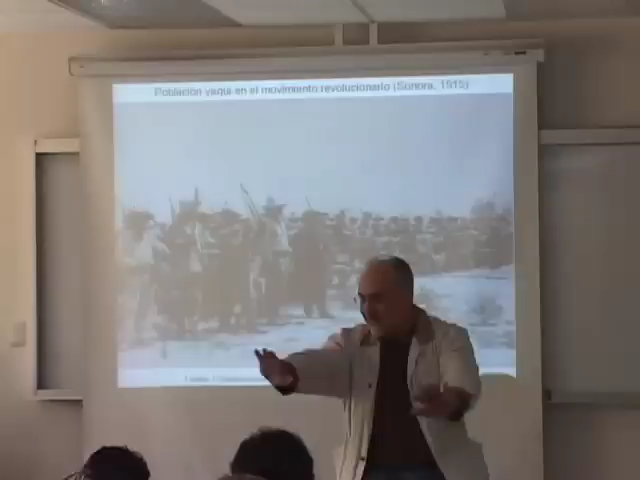 Población yaqui en el movimiento revolucionario (Sonora, 1915)